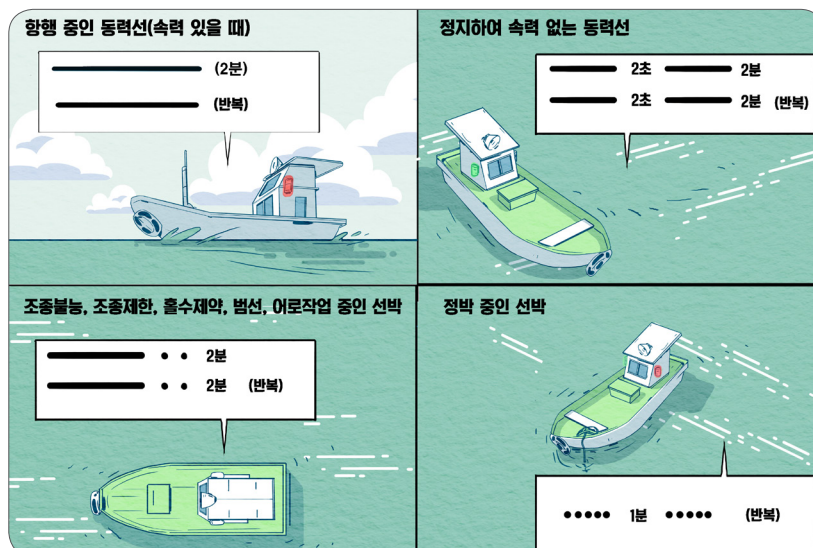 항행 중인 동력선(속력 있을 때)
(2분)
(반복)
정지하여 속력 없는 동력선
2초 2분
2초 2분 (반복)
조종불능, 조종제한, 흘수제약, 범선, 어로작업 중인 선박
2분
2분 (반복)
정박 중인 선박
1분 (반복)